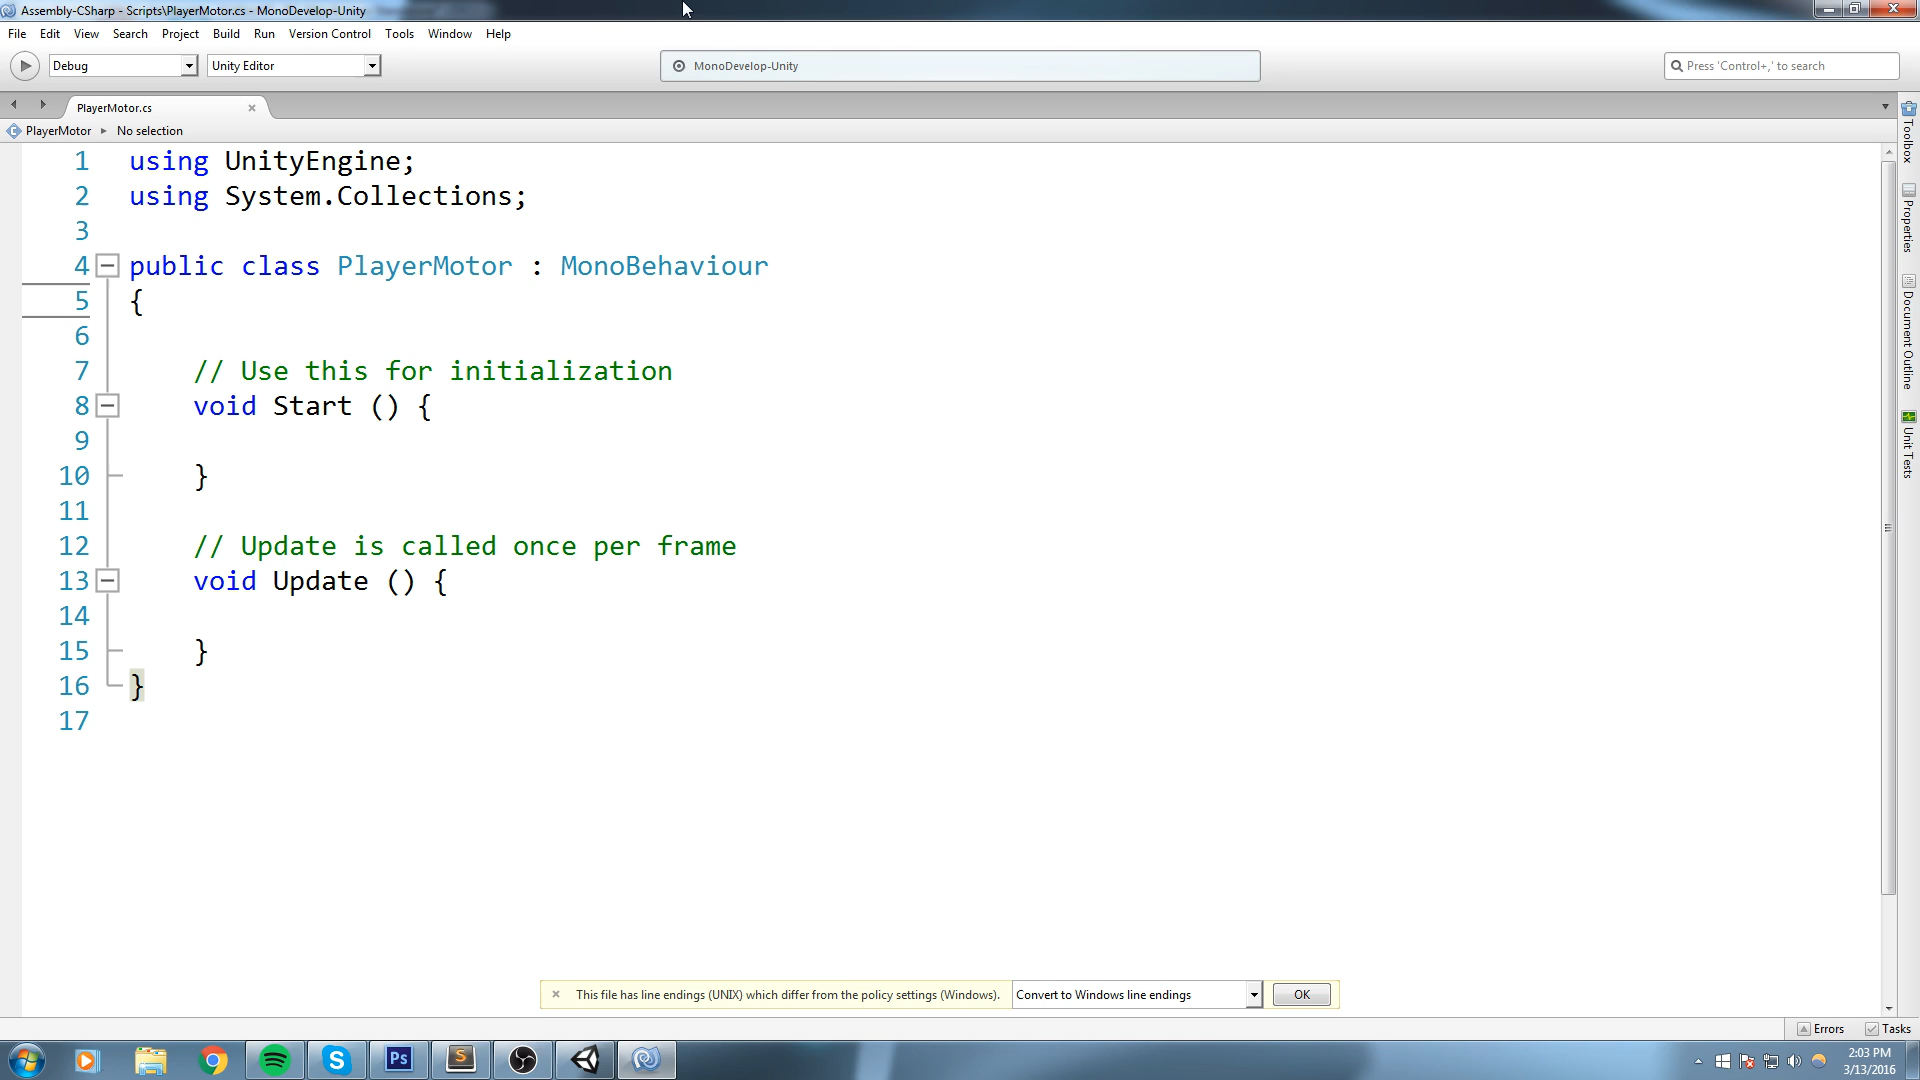 Assembly-CSharp - Scripts\PlayerMotor.cs - MonoDevelop-Unity
File Edit View Search Project Build Run Version Control Tools Window Help
Debug Unity Editor MonoDevelop-Unity Press 'Control+,' to search
PlayerMotor.cs
PlayerMotor No selection
1 using UnityEngine;
2 using System.Collections;
3
4 public class PlayerMotor : MonoBehaviour
5 {
6
7 // Use this for initialization
8 void Start () {
9
10 }
11
12 // Update is called once per frame
13 void Update () {
14
15 }
16 }
17
Toolbox
Properties
Document Outline
Unit Tests
This file has line endings (UNIX) which differ from the policy settings (Windows). Convert to Windows line endings OK
Errors Tasks
S Ps S
2:03 PM
3/13/2016